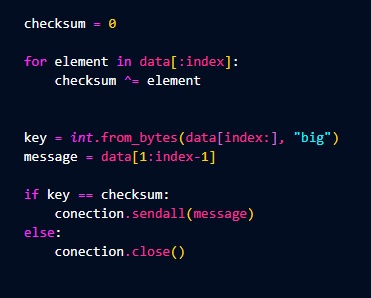 checksum = 0
for element in data[:index]:
    checksum ^= element
key = int.from_bytes(data[index:], "big")
message = data[1:index-1]
if key == checksum:
    conection.sendall(message)
else:
    conection.close()